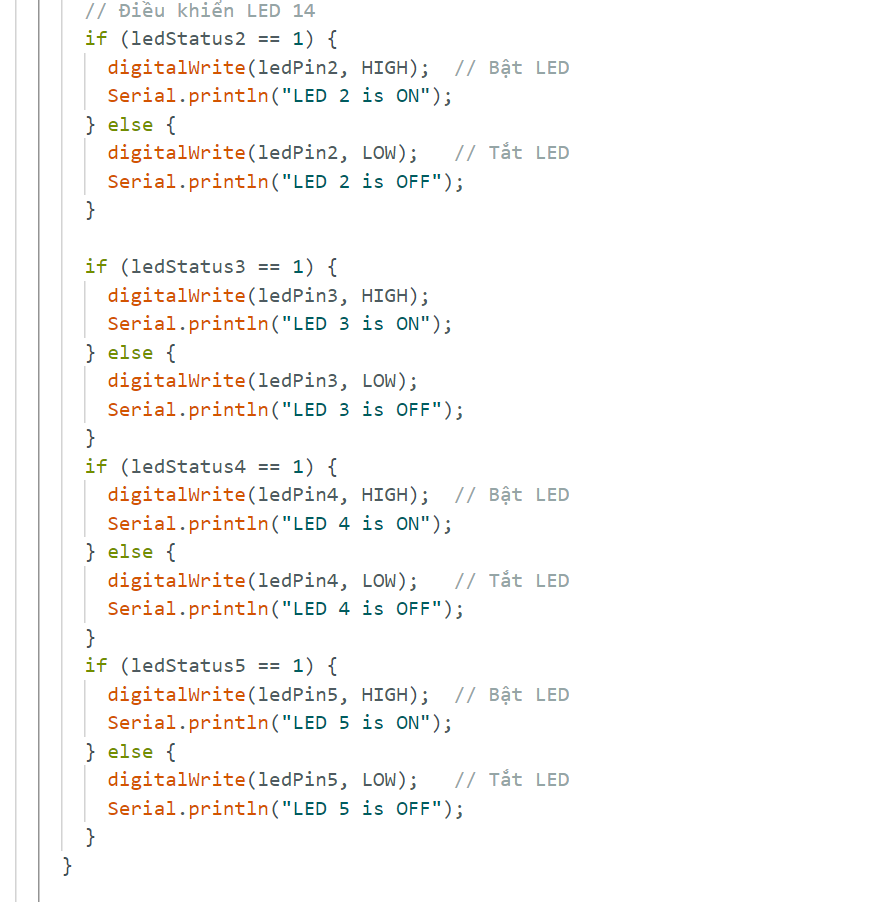 // Điều khiển LED 14
if (ledStatus2 == 1) {
digitalWrite(ledPin2, HIGH);  // Bật LED
Serial.println("LED 2 is ON");
} else {
digitalWrite(ledPin2, LOW);   // Tắt LED
Serial.println("LED 2 is OFF");
}
if (ledStatus3 == 1) {
digitalWrite(ledPin3, HIGH);
Serial.println("LED 3 is ON");
} else {
digitalWrite(ledPin3, LOW);
Serial.println("LED 3 is OFF");
}
if (ledStatus4 == 1) {
digitalWrite(ledPin4, HIGH);  // Bật LED
Serial.println("LED 4 is ON");
} else {
digitalWrite(ledPin4, LOW);   // Tắt LED
Serial.println("LED 4 is OFF");
}
if (ledStatus5 == 1) {
digitalWrite(ledPin5, HIGH);  // Bật LED
Serial.println("LED 5 is ON");
} else {
digitalWrite(ledPin5, LOW);   // Tắt LED
Serial.println("LED 5 is OFF");
}
}